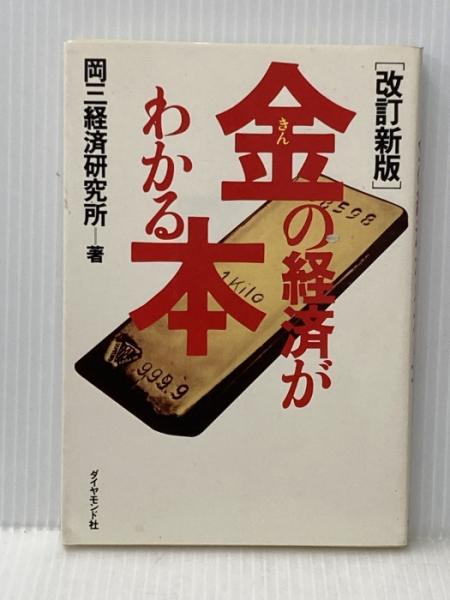 [改訂新版]
金の経済が
きん
わかる本
岡三経済研究所―著
8598
1 Kilo
999.9
ダイヤモンド社